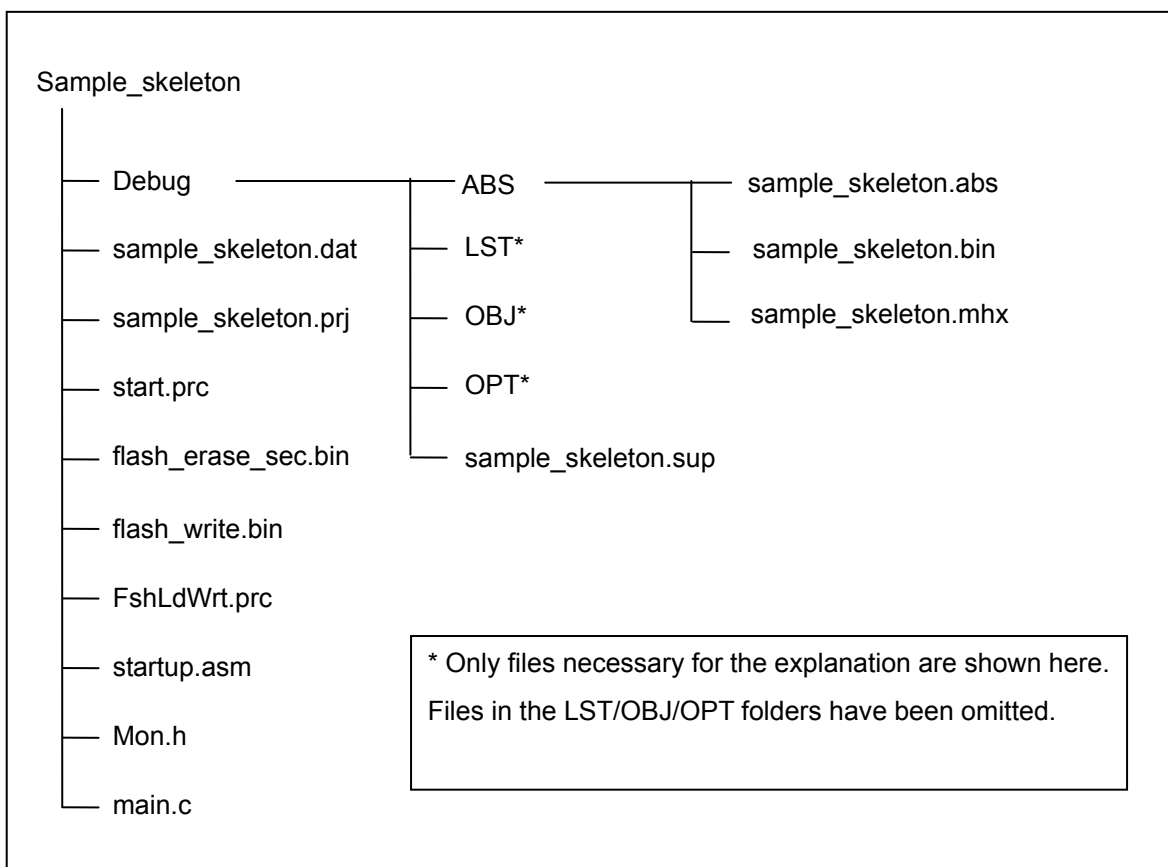 Sample_skeleton
Debug
ABS
sample_skeleton.abs
sample_skeleton.dat
LST*
sample_skeleton.bin
sample_skeleton.prj
OBJ*
sample_skeleton.mhx
start.prc
OPT*
flash_erase_sec.bin
sample_skeleton.sup
flash_write.bin
FshLdWrt.prc
startup.asm
Mon.h
main.c
* Only files necessary for the explanation are shown here.
Files in the LST/OBJ/OPT folders have been omitted.